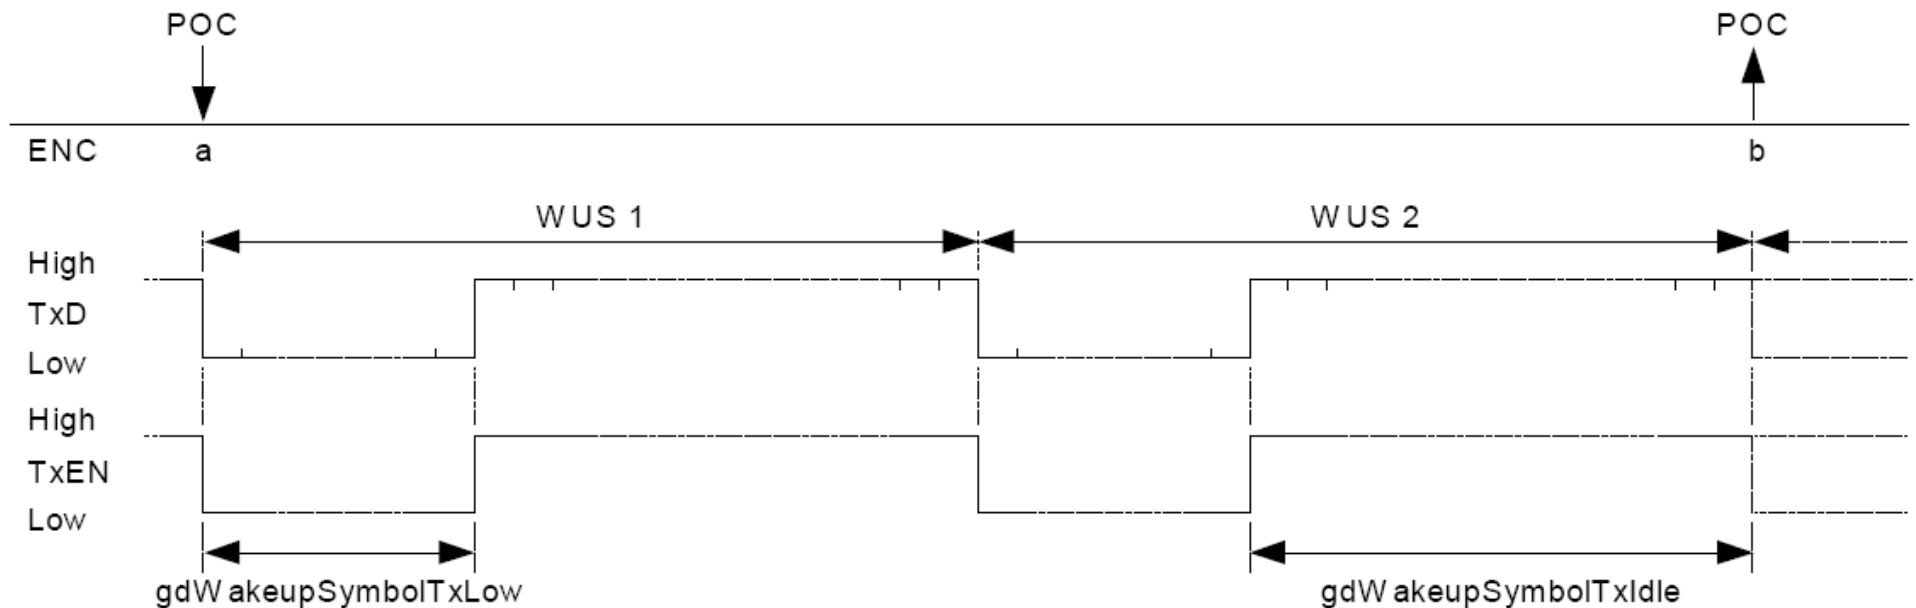 POC POC
ENC a b
WUS 1 WUS 2
High
TxD
Low
High
TxEN
Low
gdWakeupSymbolTxLow gdWakeupSymbolTxIdle